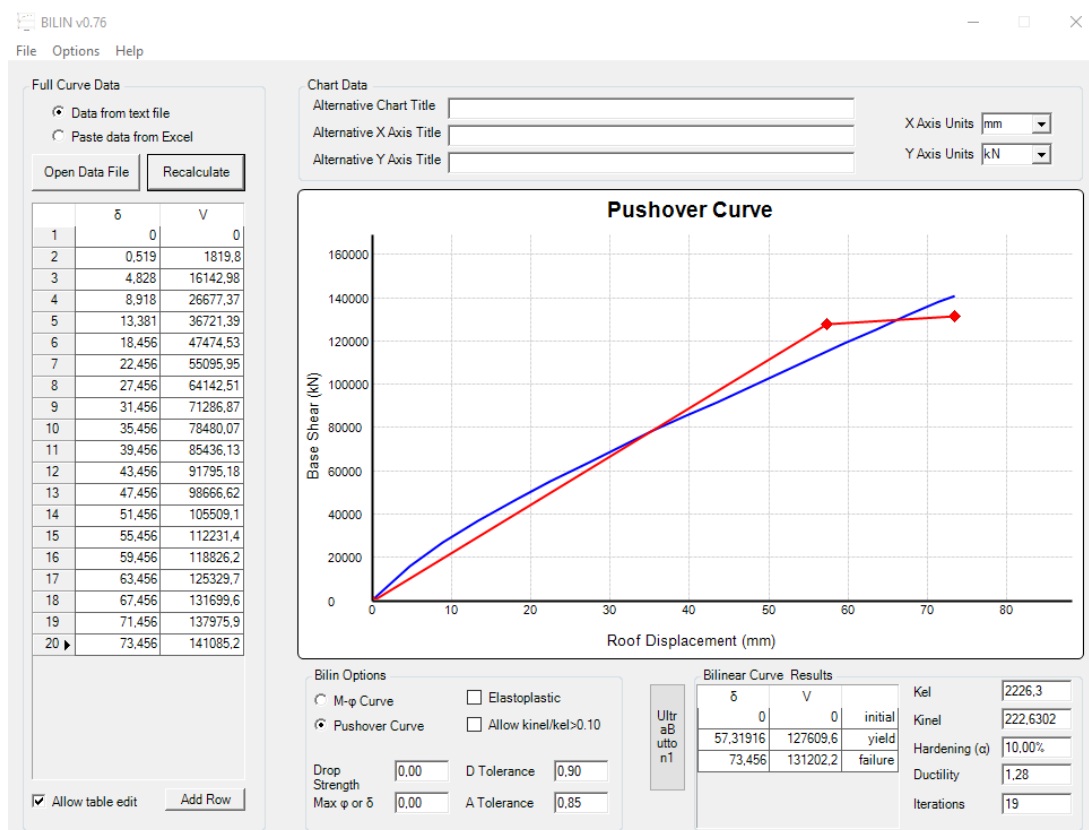 BILIN v0.76
File Options Help
Full Curve Data
Data from text file
Paste data from Excel
Open Data File Recalculate
δ V
1 0 0
2 0,519 1819,8
3 4,828 16142,98
4 8,918 26677,37
5 13,381 36721,39
6 18,456 47474,53
7 22,456 55095,95
8 27,456 64142,51
9 31,456 71286,87
10 35,456 78480,07
11 39,456 85436,13
12 43,456 91795,18
13 47,456 98666,62
14 51,456 105509,1
15 55,456 112231,4
16 59,456 118826,2
17 63,456 125329,7
18 67,456 131699,6
19 71,456 137975,9
20 73,456 141085,2
Allow table edit Add Row
Chart Data
Alternative Chart Title
Alternative X Axis Title
Alternative Y Axis Title
X Axis Units mm
Y Axis Units kN
Pushover Curve
160000
140000
120000
100000
80000
60000
40000
20000
0
Base Shear (kN)
0 10 20 30 40 50 60 70 80
Roof Displacement (mm)
Bilin Options
M-φ Curve
Pushover Curve
Elastoplastic
Allow kinel/kel>0.10
Drop Strength 0,00
Max φ or δ 0,00
D Tolerance 0,90
A Tolerance 0,85
Ultr
aB
utto
n1
Bilinear Curve Results
δ V
0 0 initial
57,31916 127609,6 yield
73,456 131202,2 failure
Kel 2226,3
Kinel 222,6302
Hardening (α) 10,00%
Ductility 1,28
Iterations 19